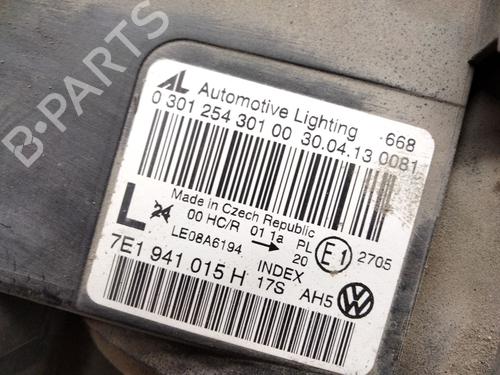 B-PARTS
AL Automotive Lighting 668
0 301 254 301 00 30.04.13 0081
Made in Czech Republic
L 24 00 HC/R 01 1a PL E1 2705
LE08A6194 → 20
7E1 941 015 H INDEX 17S AH5